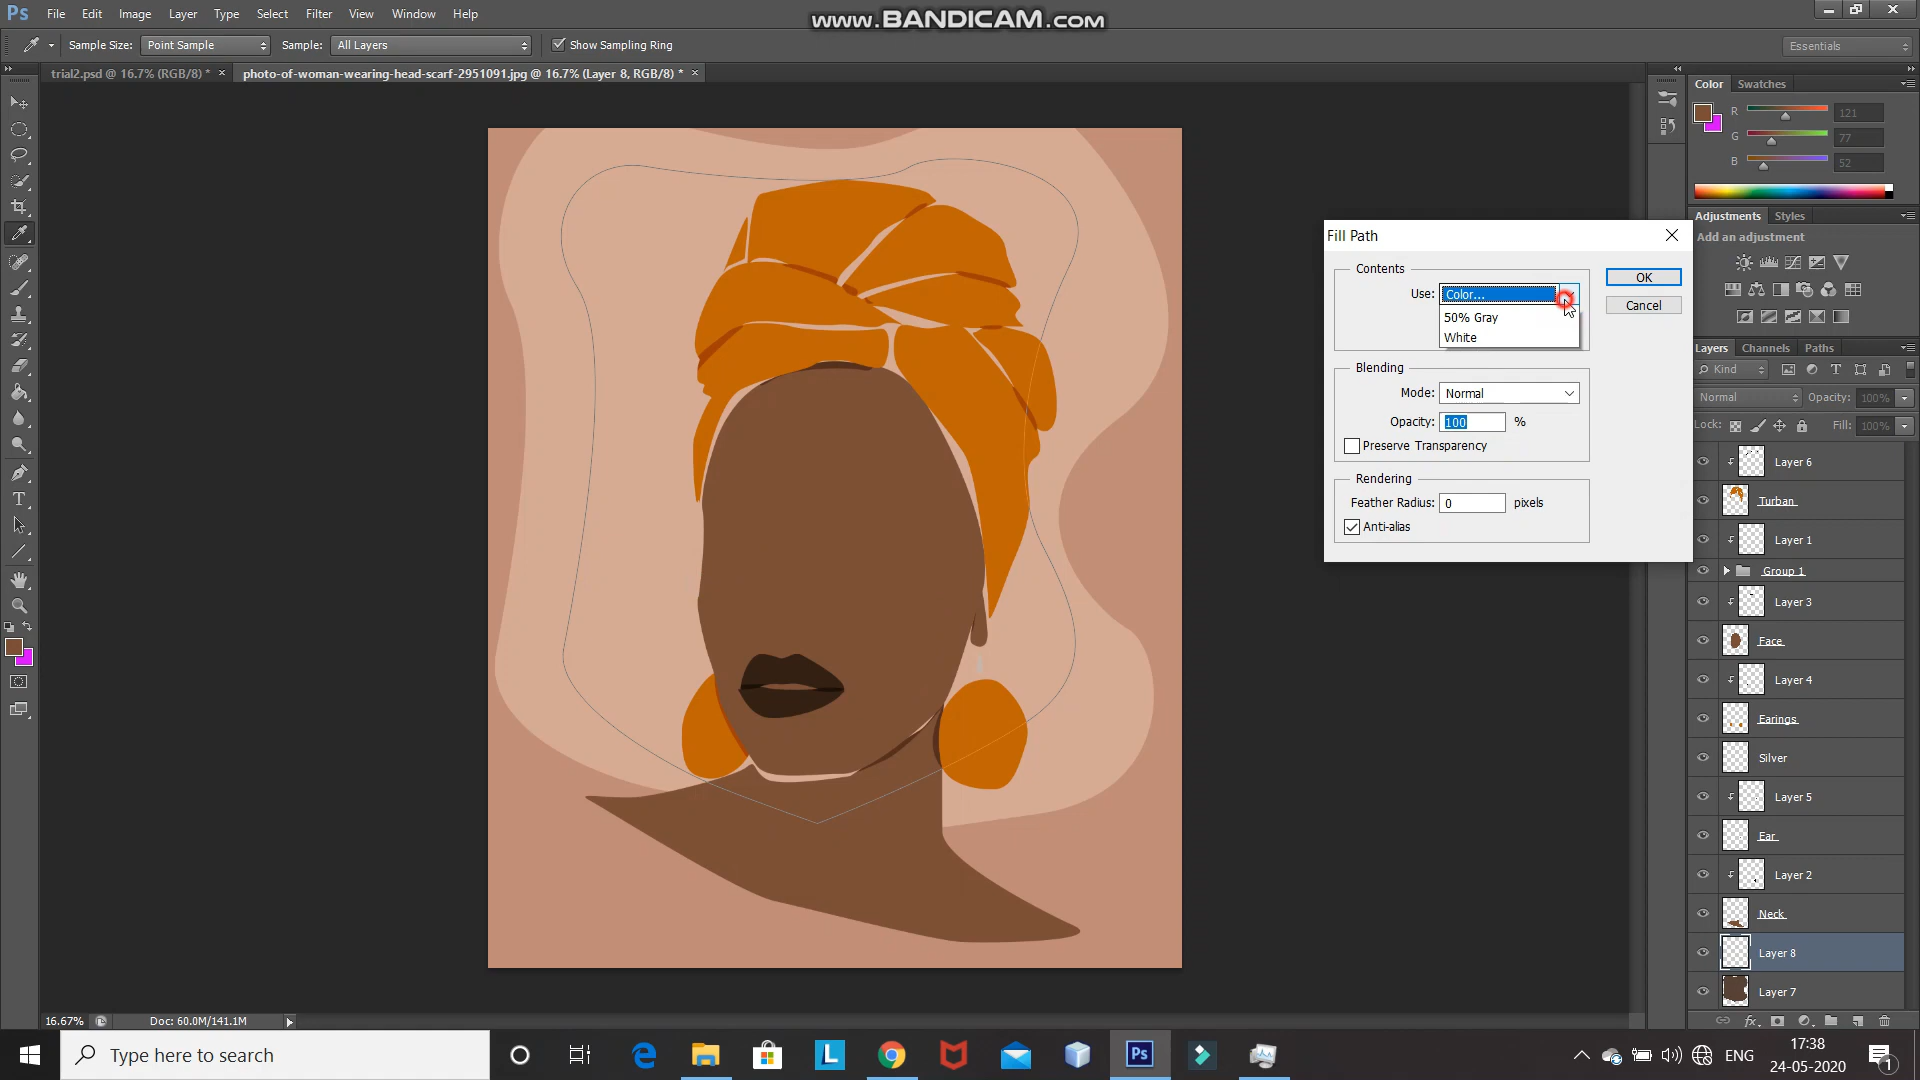 Ps File Edit Image Layer Type Select Filter View Window Help
www.BANDICAM.com
Sample Size: Point Sample Sample: All Layers Show Sampling Ring Essentials
trial2.psd @ 16.7% (RGB/8) * × photo-of-woman-wearing-head-scarf-2951091.jpg @ 16.7% (Layer 8, RGB/8) * ×
Color Swatches
R 121
G 77
B 52
Adjustments Styles
Add an adjustment
Layers Channels Paths
Kind
Normal Opacity: 100%
Lock: Fill: 100%
Layer 6
Turban
Layer 1
Group 1
Layer 3
Face
Layer 4
Earings
Silver
Layer 5
Ear
Layer 2
Neck
Layer 8
Layer 7
fx
Fill Path
Contents
Use: Color...
50% Gray
White
OK
Cancel
Blending
Mode: Normal
Opacity: 100 %
Preserve Transparency
Rendering
Feather Radius: 0 pixels
Anti-alias
16.67% Doc: 60.0M/141.1M
Type here to search
L
Ps
ENG
17:38
24-05-2020
1